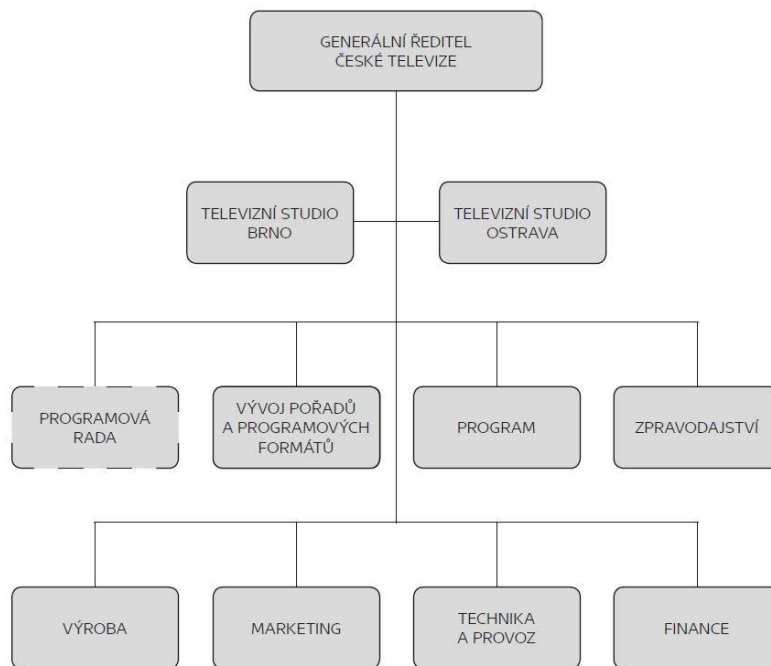 GENERÁLNÍ ŘEDITEL
ČESKÉ TELEVIZE
TELEVIZNÍ STUDIO
BRNO
TELEVIZNÍ STUDIO
OSTRAVA
PROGRAMOVÁ
RADA
VÝVOJ POŘADŮ
A PROGRAMOVÝCH
FORMÁTŮ
PROGRAM
ZPRAVODAJSTVÍ
VÝROBA
MARKETING
TECHNIKA
A PROVOZ
FINANCE